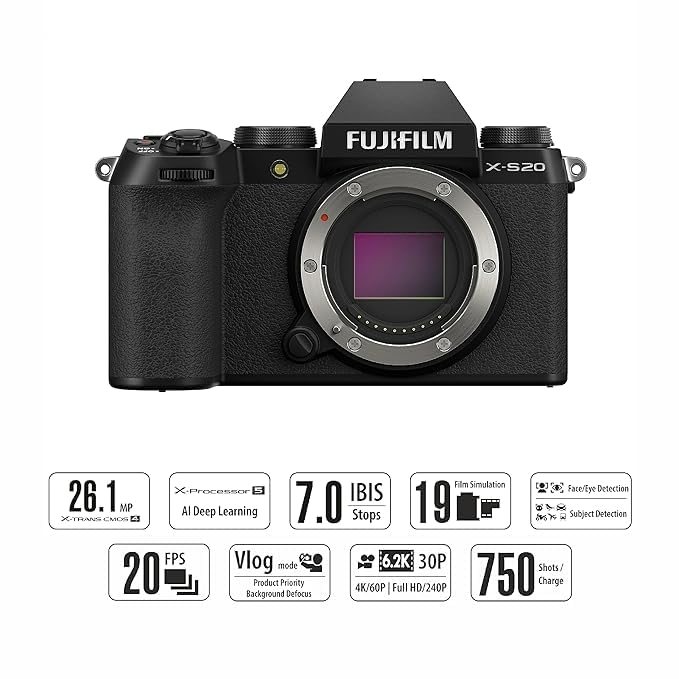 OFF ON
FUJIFILM
X-S20
26.1 MP
X-TRANS CMOS 4
X-Processor 5
AI Deep Learning
7.0 IBIS
Stops
19 Film Simulation
Face/Eye Detection
Subject Detection
20 FPS
Vlog mode
Product Priority
Background Defocus
6.2K 30P
4K/60P | Full HD/240P
750 Shots /
Charge